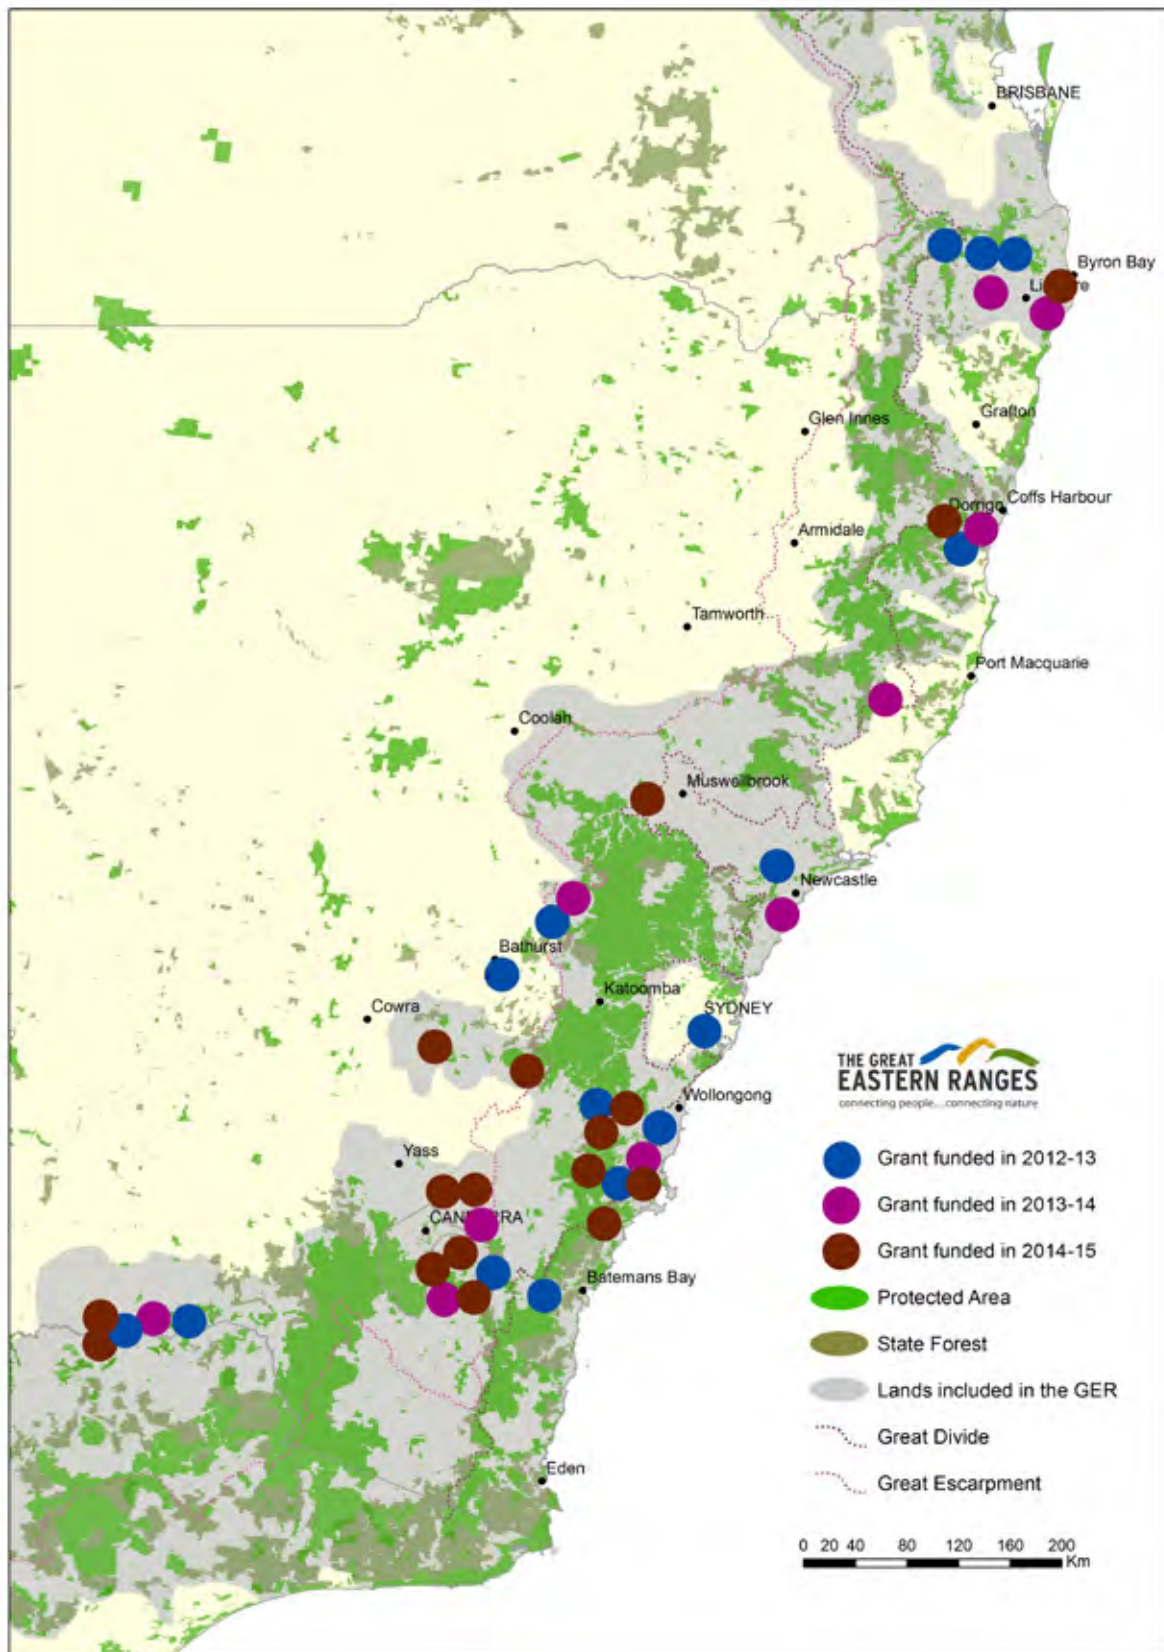 BRISBANE
Byron Bay
Glen Innes
Grafton
Coffs Harbour
Dorrigo
Armidale
Tamworth
Port Macquarie
Coolah
Muswellbrook
Newcastle
Bathurst
Katoomba
Cowra
SYDNEY
THE GREAT
EASTERN RANGES
connecting people...connecting nature
Wollongong
Yass
Grant funded in 2012-13
Grant funded in 2013-14
Grant funded in 2014-15
Batemans Bay
Protected Area
State Forest
Lands included in the GER
Great Divide
Eden
Great Escarpment
0 20 40 80 120 160 200
Km